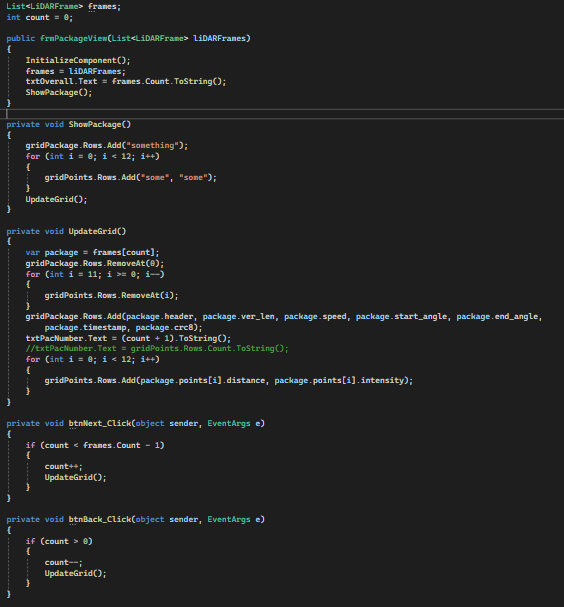 List<LiDARFrame> frames;
int count = 0;

public frmPackageView(List<LiDARFrame> liDARFrames)
{
    InitializeComponent();
    frames = liDARFrames;
    txtOverall.Text = frames.Count.ToString();
    ShowPackage();
}

private void ShowPackage()
{
    gridPackage.Rows.Add("something");
    for (int i = 0; i < 12; i++)
    {
        gridPoints.Rows.Add("some", "some");
    }
    UpdateGrid();
}

private void UpdateGrid()
{
    var package = frames[count];
    gridPackage.Rows.RemoveAt(0);
    for (int i = 11; i >= 0; i--)
    {
        gridPoints.Rows.RemoveAt(i);
    }
    gridPackage.Rows.Add(package.header, package.ver_len, package.speed, package.start_angle, package.end_angle,
        package.timestamp, package.crc8);
    txtPacNumber.Text = (count + 1).ToString();
    //txtPacNumber.Text = gridPoints.Rows.Count.ToString();
    for (int i = 0; i < 12; i++)
    {
        gridPoints.Rows.Add(package.points[i].distance, package.points[i].intensity);
    }
}

private void btnNext_Click(object sender, EventArgs e)
{
    if (count < frames.Count - 1)
    {
        count++;
        UpdateGrid();
    }
}

private void btnBack_Click(object sender, EventArgs e)
{
    if (count > 0)
    {
        count--;
        UpdateGrid();
    }
}